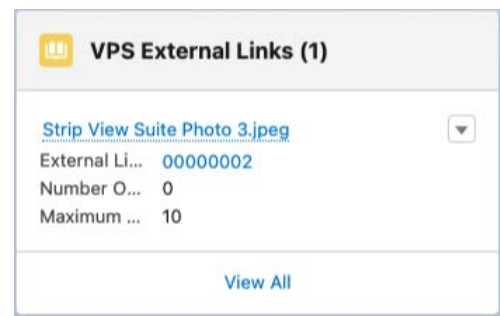 VPS External Links (1)
Strip View Suite Photo 3.jpeg
External Li... 00000002
Number O... 0
Maximum ... 10
View All